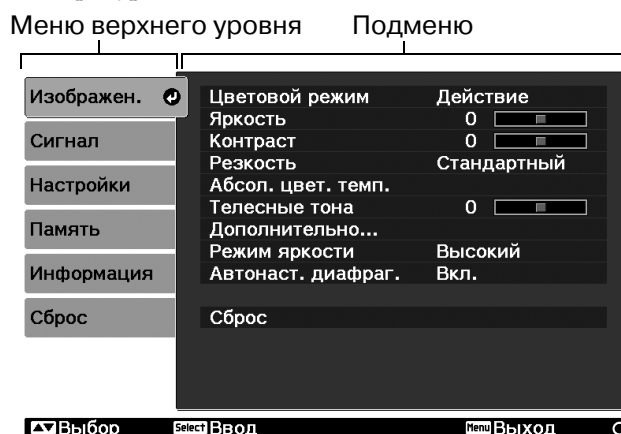 Меню верхнего уровня Подменю
Изображен.
Сигнал
Настройки
Память
Информация
Сброс
Цветовой режим Действие
Яркость 0
Контраст 0
Резкость Стандартный
Абсол. цвет. темп.
Телесные тона 0
Дополнительно...
Режим яркости Высокий
Автонаст. диафраг. Вкл.
Сброс
Выбор Select Ввод Menu Выход